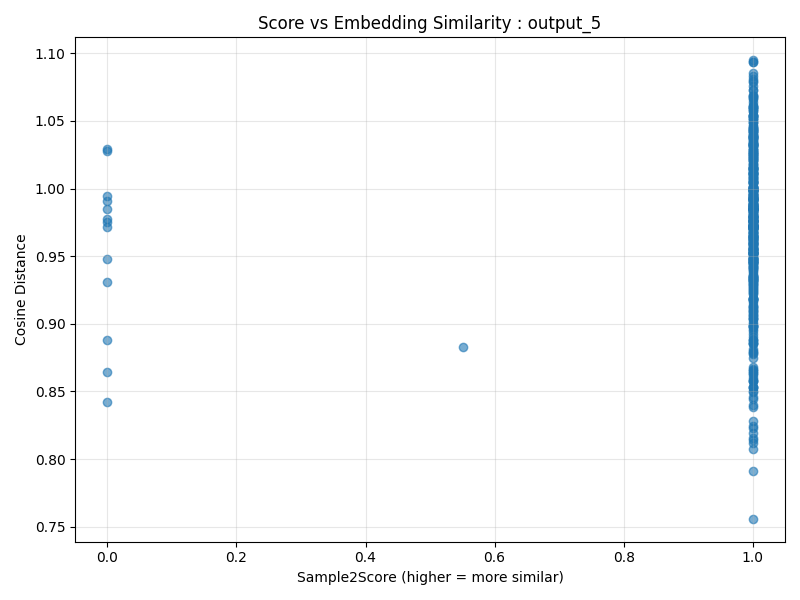 Score vs Embedding Similarity : output_5
Cosine Distance
1.10
1.05
1.00
0.95
0.90
0.85
0.80
0.75
0.0 0.2 0.4 0.6 0.8 1.0
Sample2Score (higher = more similar)